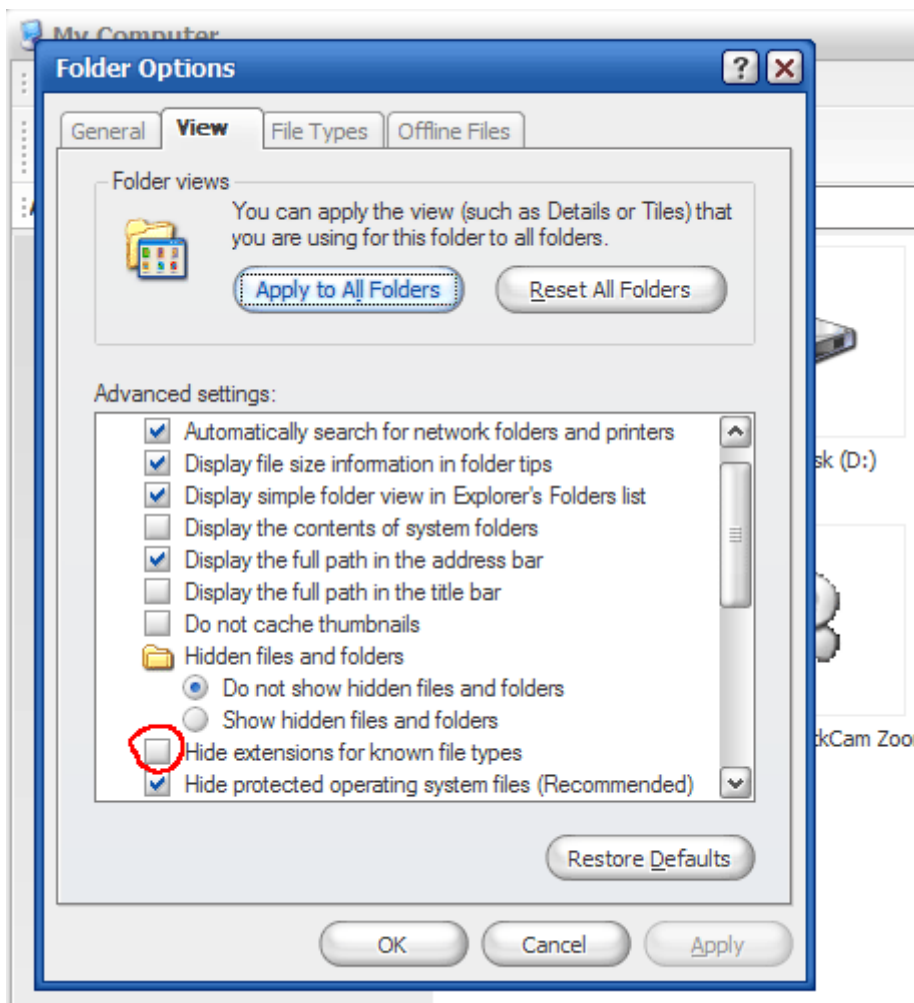 My Computer
Folder Options
General View File Types Offline Files
Folder views
You can apply the view (such as Details or Tiles) that
you are using for this folder to all folders.
Apply to All Folders Reset All Folders
Advanced settings:
Automatically search for network folders and printers
Display file size information in folder tips
sk (D:)
Display simple folder view in Explorer's Folders list
Display the contents of system folders
Display the full path in the address bar
Display the full path in the title bar
Do not cache thumbnails
Hidden files and folders
Do not show hidden files and folders
Show hidden files and folders
kCam Zoo
Hide extensions for known file types
Hide protected operating system files (Recommended)
Restore Defaults
OK Cancel Apply